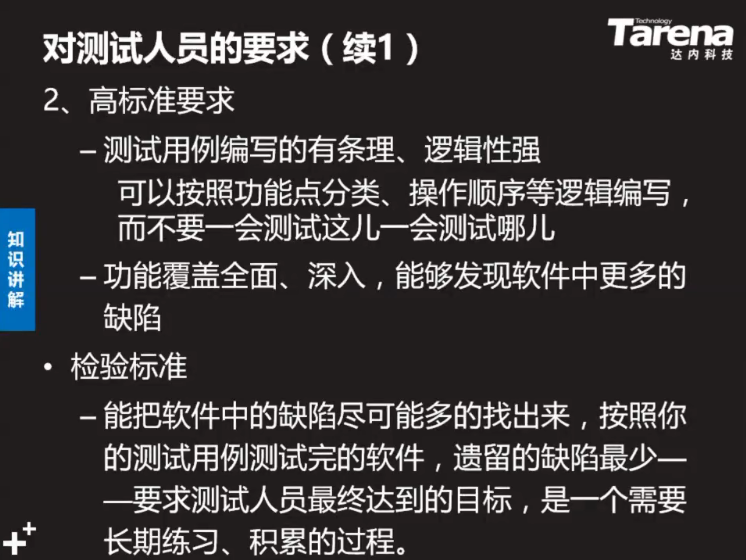 对测试人员的要求（续1）
Technology
Tarena
达内科技
2、高标准要求
– 测试用例编写的有条理、逻辑性强
可以按照功能点分类、操作顺序等逻辑编写，
而不要一会测试这儿一会测试哪儿
– 功能覆盖全面、深入，能够发现软件中更多的
缺陷
知识讲解
• 检验标准
– 能把软件中的缺陷尽可能多的找出来，按照你
的测试用例测试完的软件，遗留的缺陷最少—
—要求测试人员最终达到的目标，是一个需要
长期练习、积累的过程。